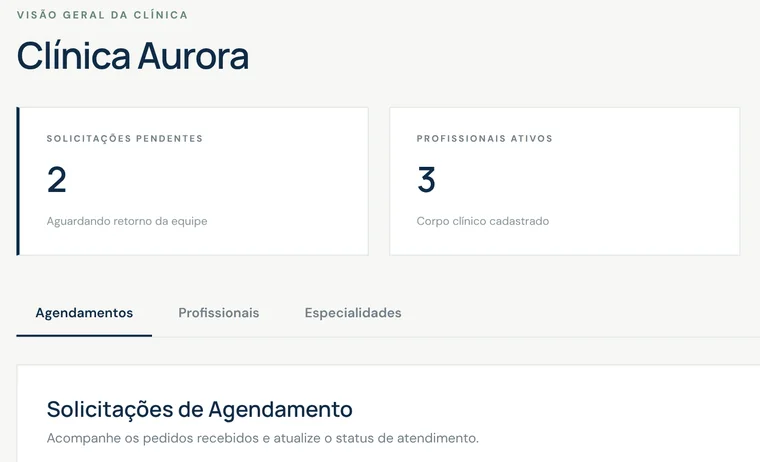 VISÃO GERAL DA CLÍNICA
Clínica Aurora
SOLICITAÇÕES PENDENTES
2
Aguardando retorno da equipe
PROFISSIONAIS ATIVOS
3
Corpo clínico cadastrado
Agendamentos
Profissionais
Especialidades
Solicitações de Agendamento
Acompanhe os pedidos recebidos e atualize o status de atendimento.